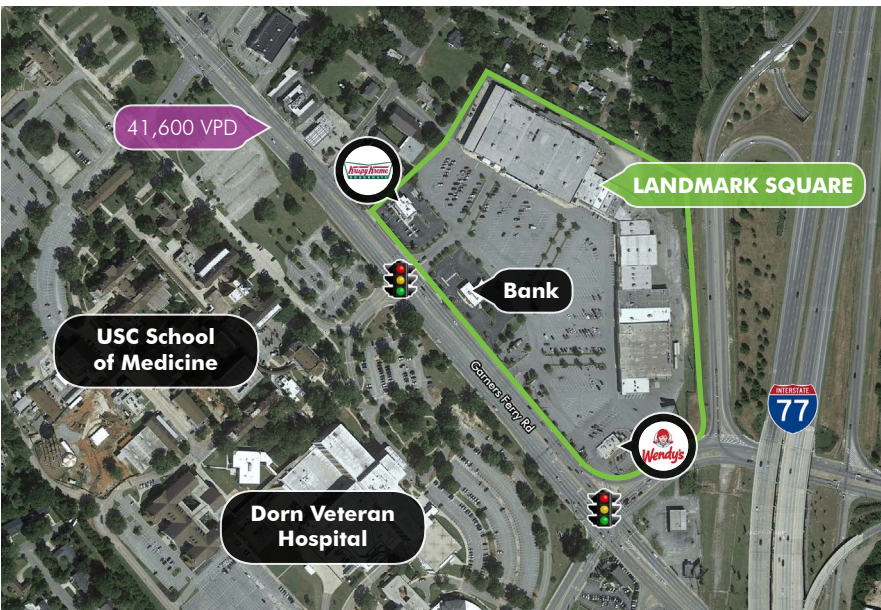 41,600 VPD
Krispy Kreme
DOUGHNUTS
LANDMARK SQUARE
Bank
USC School
of Medicine
Garners Ferry Rd
INTERSTATE
77
Wendy's
Dorn Veteran
Hospital